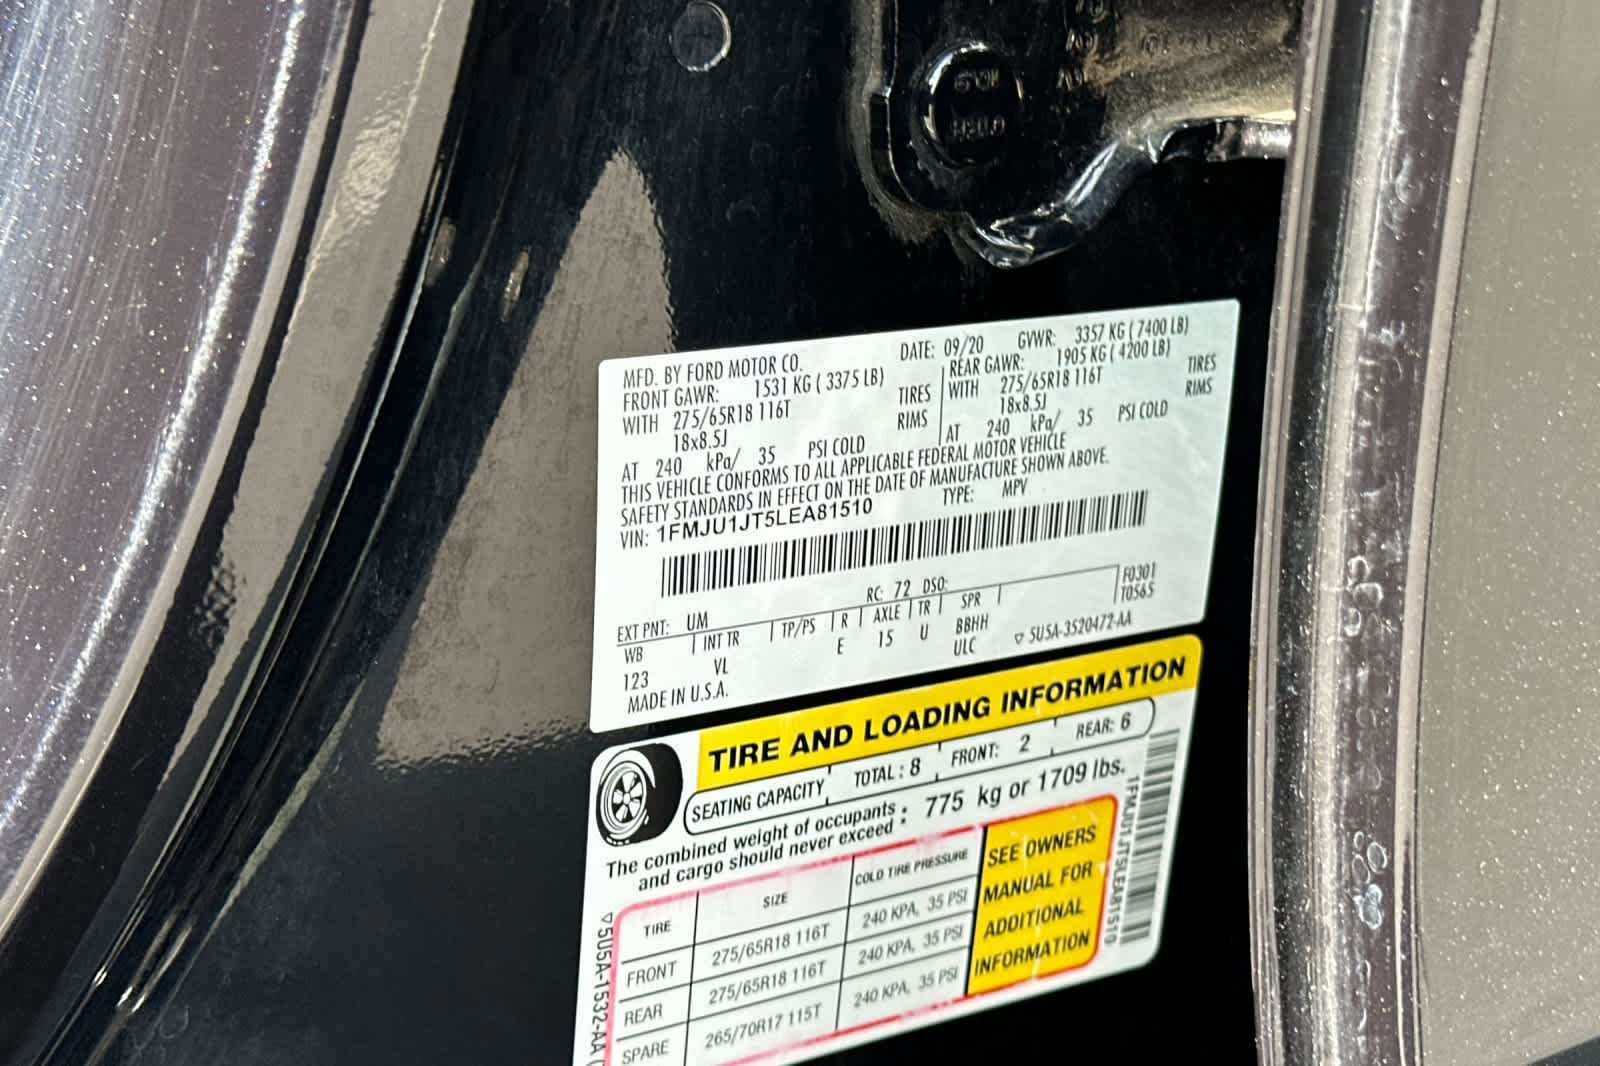 MFD. BY FORD MOTOR CO.
DATE: 09/20
GVWR: 3357 KG ( 7400 LB)
FRONT GAWR: 1531 KG ( 3375 LB)
WITH 275/65R18 116T TIRES
18x8.5J RIMS
AT 240 kPa/ 35 PSI COLD
REAR GAWR: 1905 KG ( 4200 LB)
WITH 275/65R18 116T TIRES
18x8.5J RIMS
AT 240 kPa/ 35 PSI COLD
THIS VEHICLE CONFORMS TO ALL APPLICABLE FEDERAL MOTOR VEHICLE
SAFETY STANDARDS IN EFFECT ON THE DATE OF MANUFACTURE SHOWN ABOVE.
VIN: 1FMJU1JT5LEA81510 TYPE: MPV
EXT PNT: UM RC: 72 DSO:
WB INT TR TP/PS R AXLE TR SPR F0301
123 VL E 15 U BBHH T0565
ULC
MADE IN U.S.A. ▽ 5U5A-3520472-AA
TIRE AND LOADING INFORMATION
SEATING CAPACITY TOTAL : 8 FRONT: 2 REAR: 6
The combined weight of occupants
and cargo should never exceed : 775 kg or 1709 lbs.
TIRE SIZE COLD TIRE PRESSURE
FRONT 275/65R18 116T 240 KPA, 35 PSI
REAR 275/65R18 116T 240 KPA, 35 PSI
SPARE 265/70R17 115T 240 KPA, 35 PSI
SEE OWNERS
MANUAL FOR
ADDITIONAL
INFORMATION
1FMJU1JT5LEA81510
▽5U5A-1532-AA